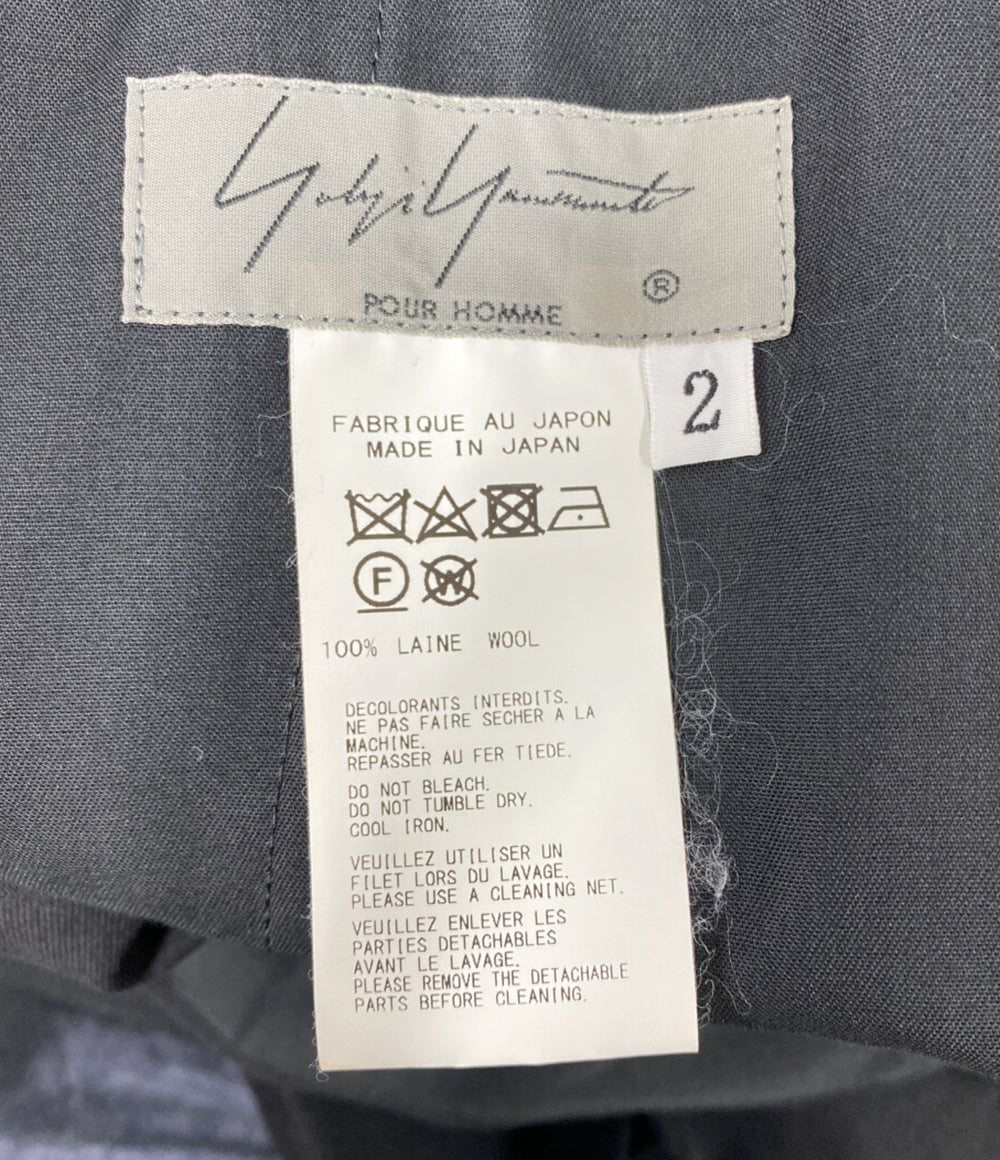 Yohji Yamamoto
®
POUR HOMME
2
FABRIQUE AU JAPON
MADE IN JAPAN
F
W
100% LAINE WOOL
DECOLORANTS INTERDITS.
NE PAS FAIRE SECHER A LA
MACHINE.
REPASSER AU FER TIEDE.
DO NOT BLEACH.
DO NOT TUMBLE DRY.
COOL IRON.
VEUILLEZ UTILISER UN
FILET LORS DU LAVAGE.
PLEASE USE A CLEANING NET.
VEUILLEZ ENLEVER LES
PARTIES DETACHABLES
AVANT LE LAVAGE.
PLEASE REMOVE THE DETACHABLE
PARTS BEFORE CLEANING.